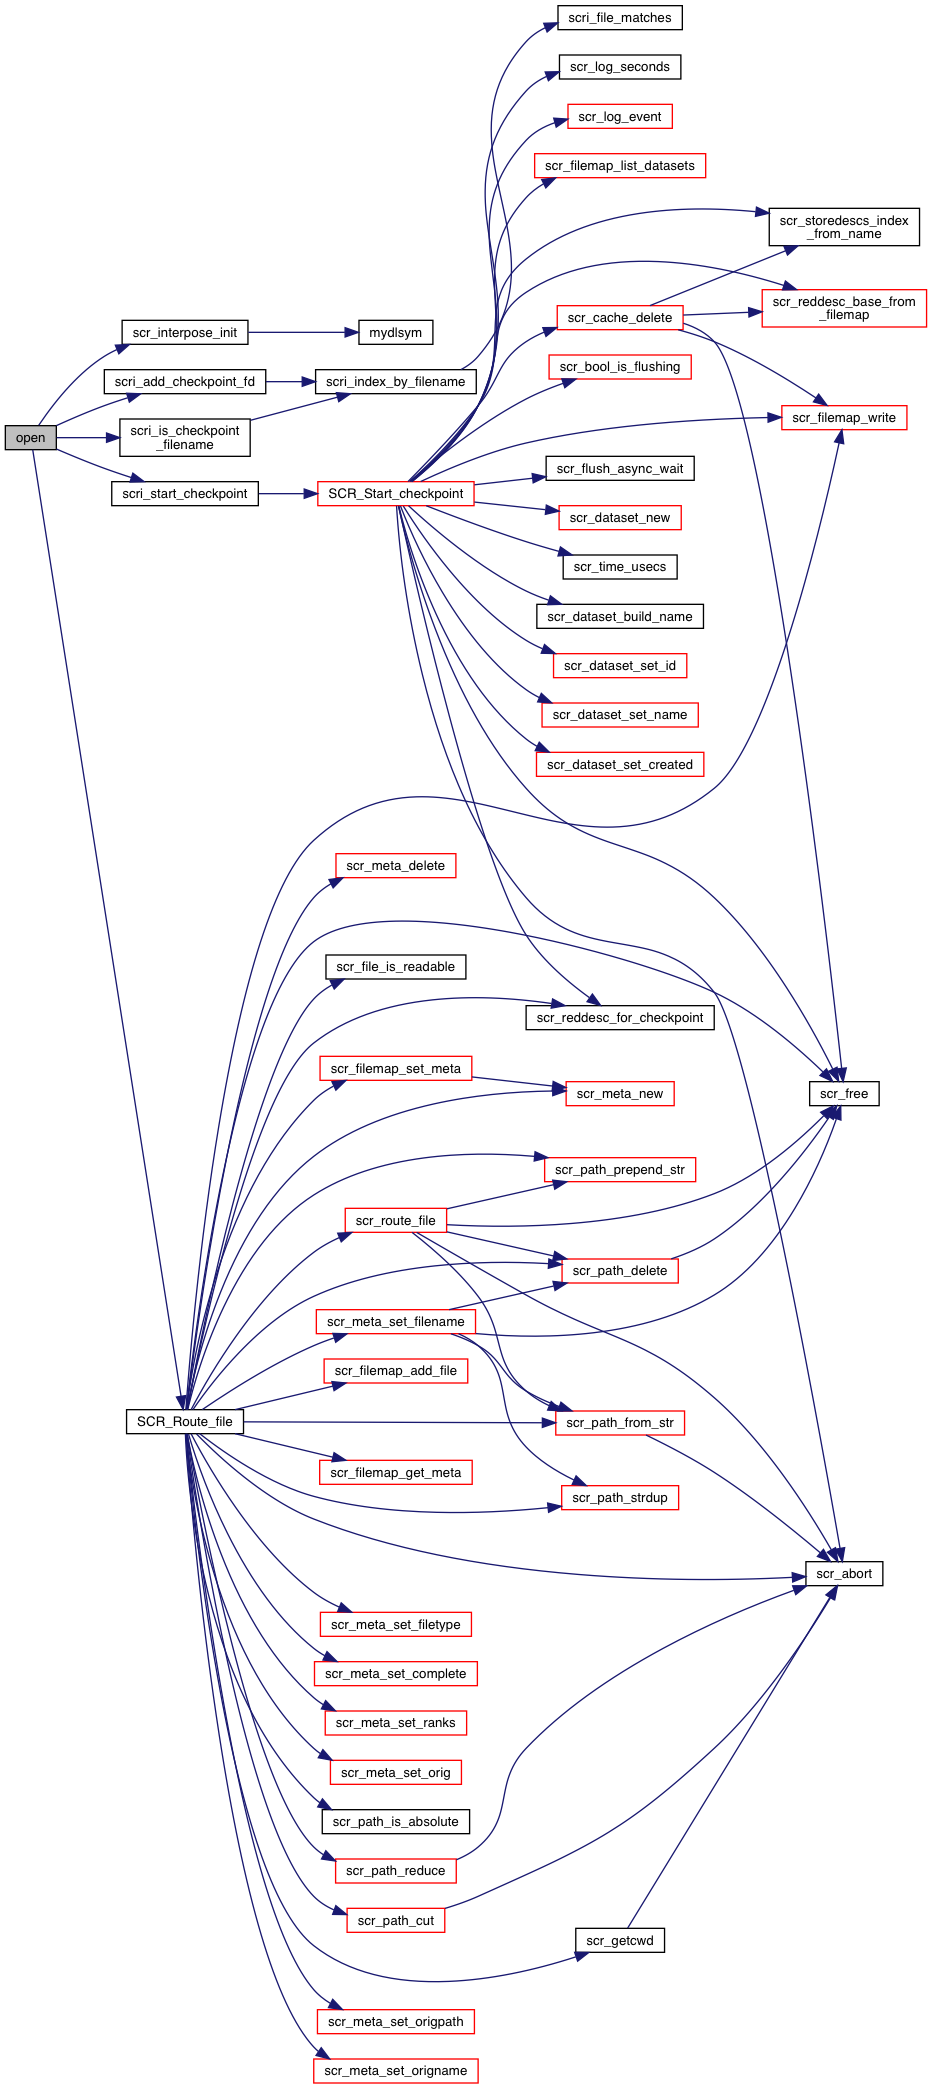 scri_file_matches
scr_log_seconds
scr_log_event
scr_filemap_list_datasets
scr_storedescs_index
_from_name
scr_reddesc_base_from
_filemap
scr_cache_delete
scr_interpose_init
mydlsym
scr_bool_is_flushing
scri_add_checkpoint_fd
scri_index_by_filename
scr_filemap_write
open
scri_is_checkpoint
_filename
scr_flush_async_wait
scri_start_checkpoint
SCR_Start_checkpoint
scr_dataset_new
scr_time_usecs
scr_dataset_build_name
scr_dataset_set_id
scr_dataset_set_name
scr_dataset_set_created
scr_meta_delete
scr_file_is_readable
scr_reddesc_for_checkpoint
scr_filemap_set_meta
scr_meta_new
scr_free
scr_path_prepend_str
scr_route_file
scr_path_delete
scr_meta_set_filename
scr_filemap_add_file
SCR_Route_file
scr_path_from_str
scr_filemap_get_meta
scr_path_strdup
scr_abort
scr_meta_set_filetype
scr_meta_set_complete
scr_meta_set_ranks
scr_meta_set_orig
scr_path_is_absolute
scr_path_reduce
scr_path_cut
scr_getcwd
scr_meta_set_origpath
scr_meta_set_origname